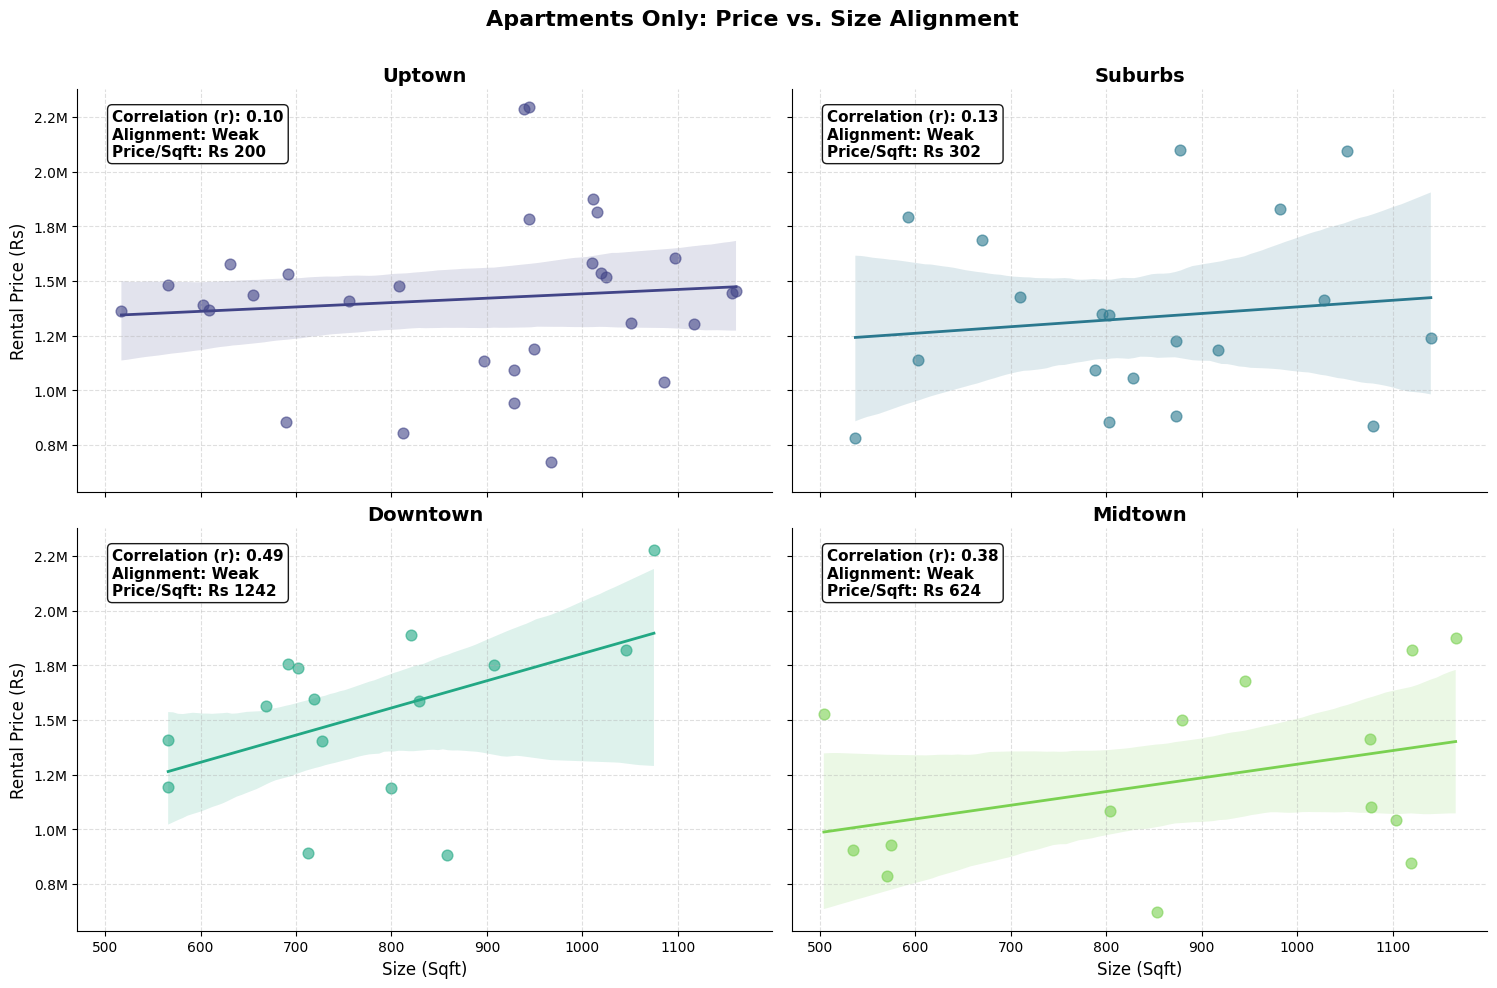 Apartments Only: Price vs. Size Alignment
Uptown
Correlation (r): 0.10
Alignment: Weak
Price/Sqft: Rs 200
2.2M
2.0M
1.8M
1.5M
1.2M
1.0M
0.8M
Rental Price (Rs)
Suburbs
Correlation (r): 0.13
Alignment: Weak
Price/Sqft: Rs 302
Downtown
Correlation (r): 0.49
Alignment: Weak
Price/Sqft: Rs 1242
2.2M
2.0M
1.8M
1.5M
1.2M
1.0M
0.8M
Rental Price (Rs)
500 600 700 800 900 1000 1100
Size (Sqft)
Midtown
Correlation (r): 0.38
Alignment: Weak
Price/Sqft: Rs 624
500 600 700 800 900 1000 1100
Size (Sqft)